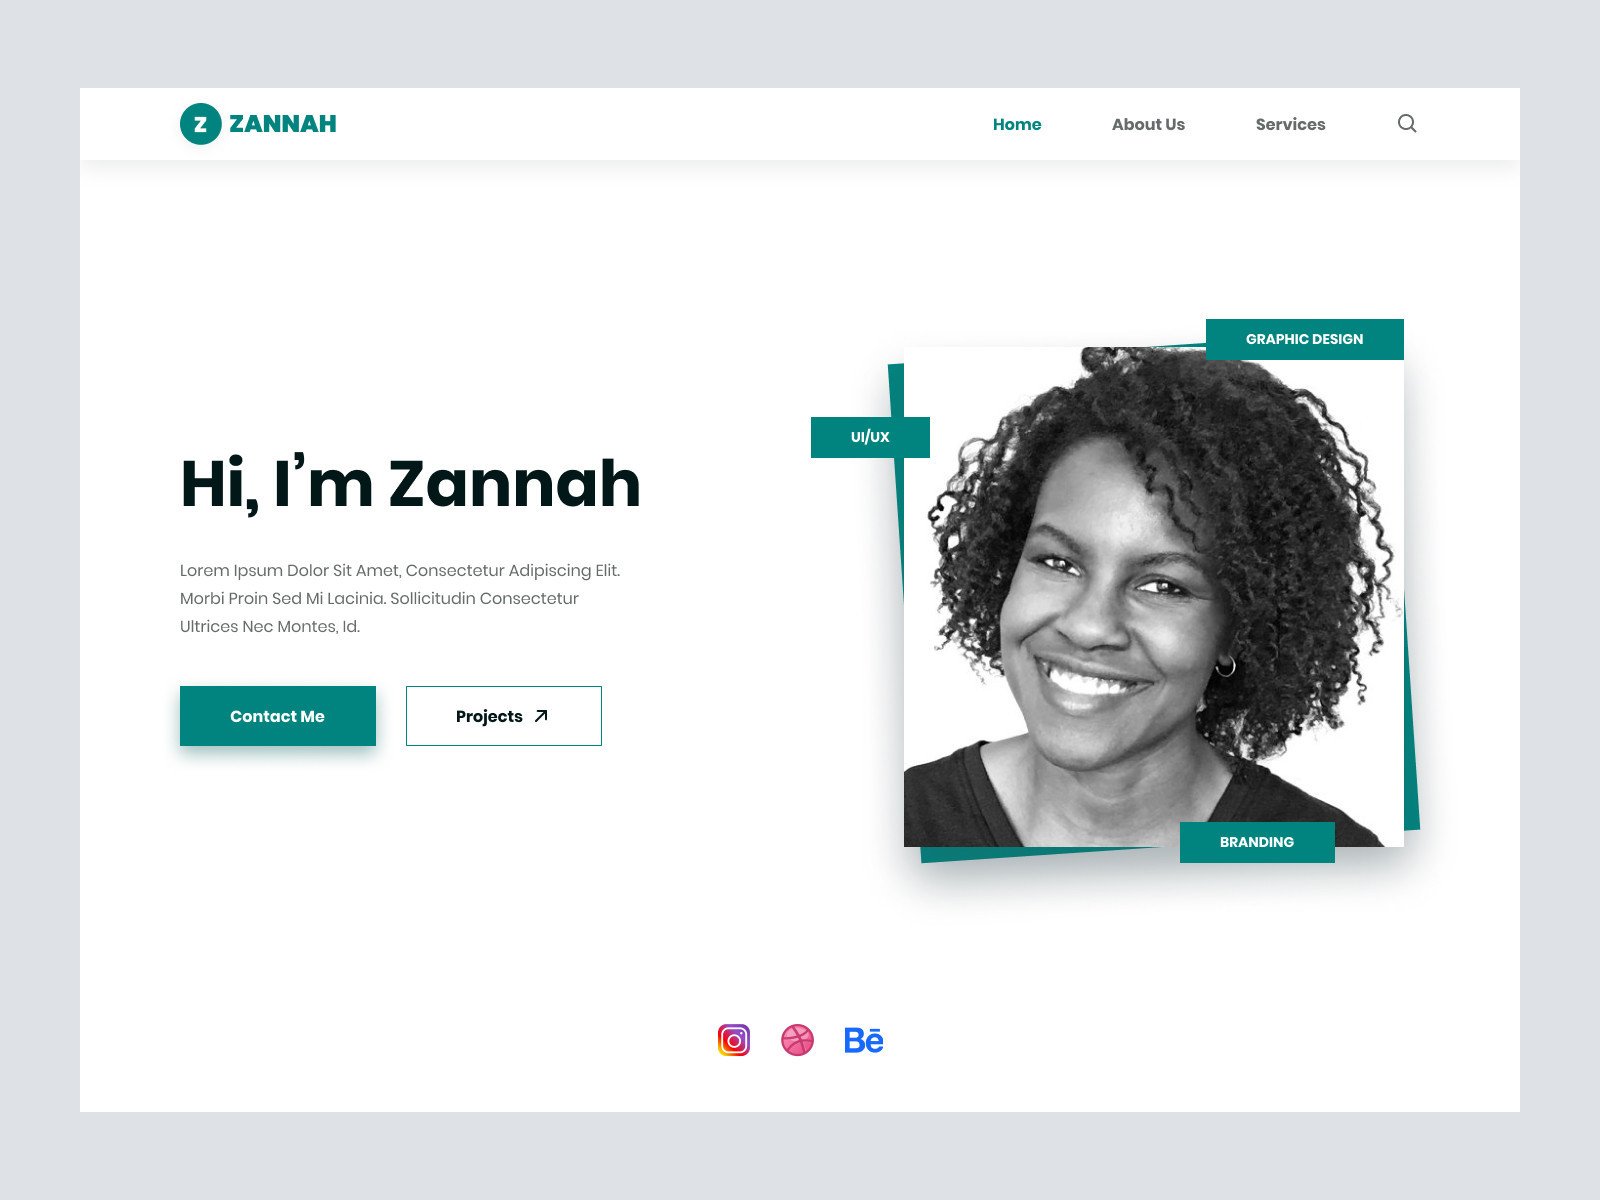 Z ZANNAH
Home About Us Services
GRAPHIC DESIGN
UI/UX
Hi, I’m Zannah
Lorem Ipsum Dolor Sit Amet, Consectetur Adipiscing Elit.
Morbi Proin Sed Mi Lacinia. Sollicitudin Consectetur
Ultrices Nec Montes, Id.
Contact Me
Projects
BRANDING
Bē